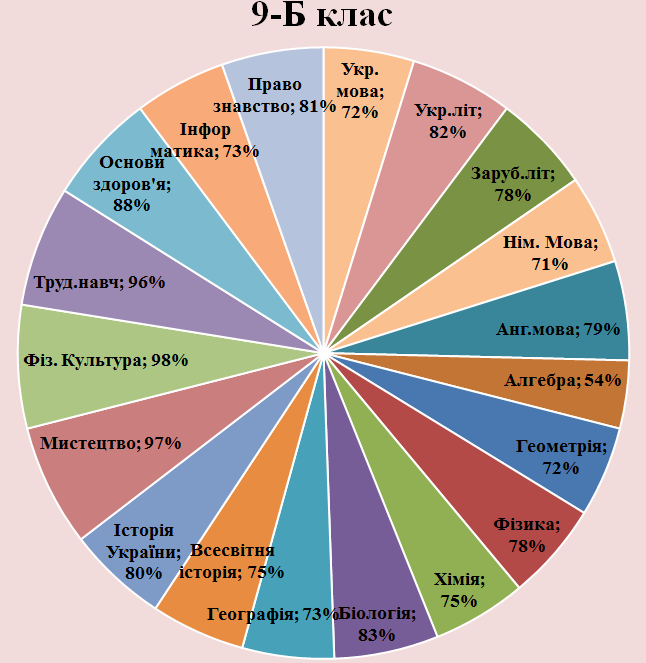 9-Б клас
Укр.
мова;
72%
Укр.літ;
82%
Заруб.літ;
78%
Нім. Мова;
71%
Анг.мова; 79%
Алгебра; 54%
Геометрія;
72%
Фізика;
78%
Хімія;
75%
Біологія;
83%
Географія; 73%
Всесвітня
історія; 75%
Історія
України;
80%
Мистецтво; 97%
Фіз. Культура; 98%
Труд.навч; 96%
Основи
здоров'я;
88%
Інфор
матика; 73%
Право
знавство; 81%